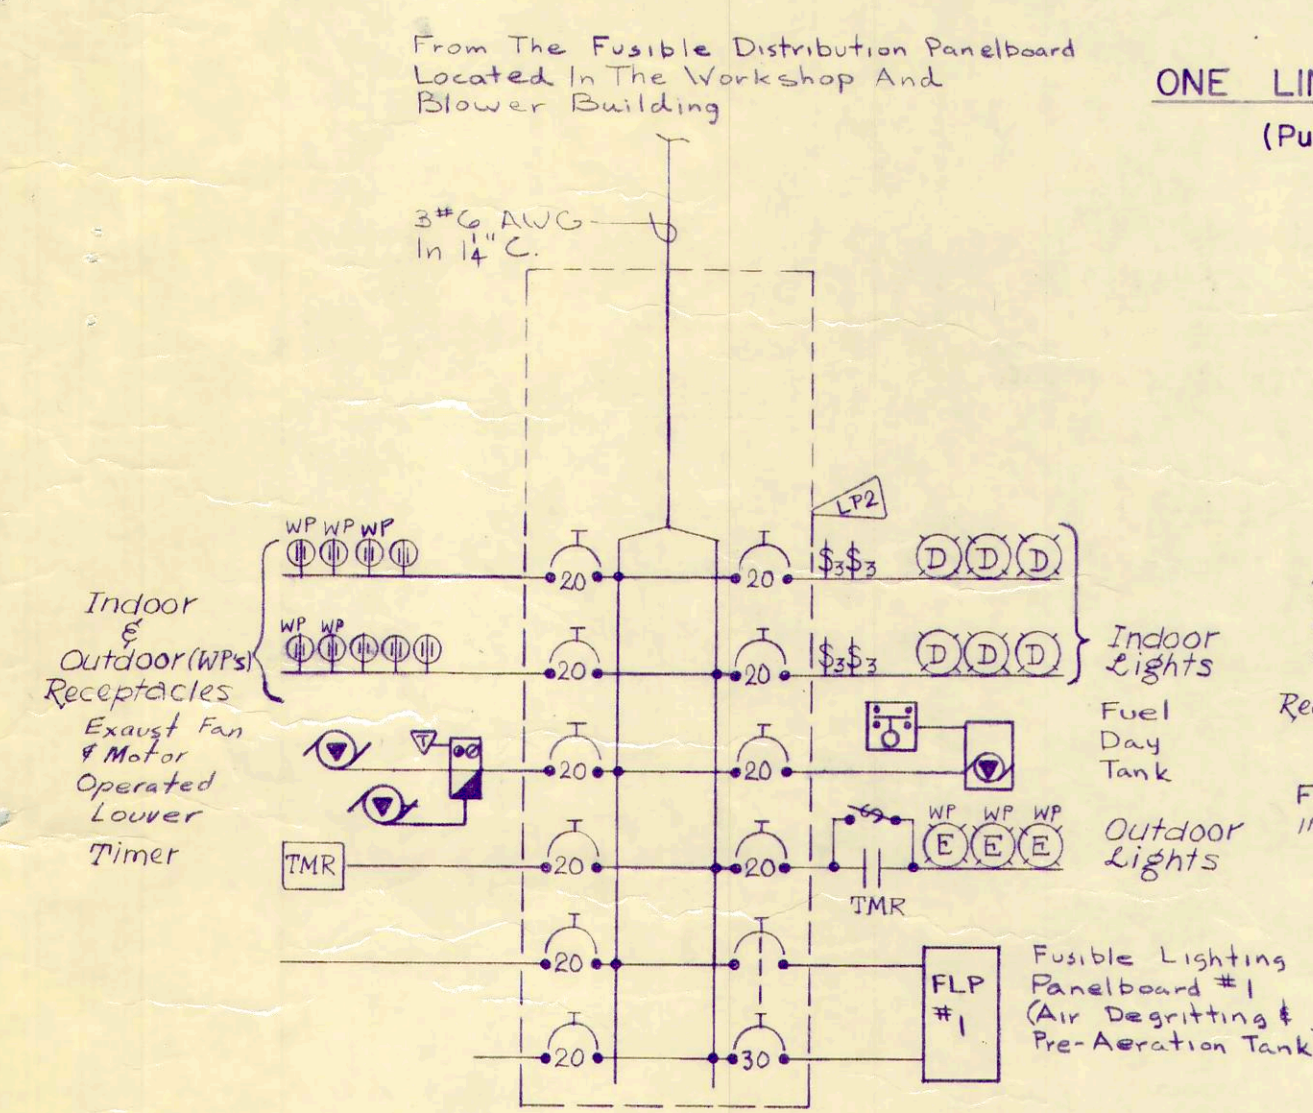 From The Fusible Distribution Panelboard
Located In The Workshop And
Blower Building
ONE LIN
(Pu
3#6 AWG
In 1¼" C.
LP2
WP WP WP
20
20
$3 $3
D D D
Indoor
&
Outdoor (WP's)
Receptacles
WP WP
20
20
$3 $3
D D D
Indoor
Lights
Exaust Fan
& Motor
Operated
Louver
T
20
20
Fuel
Day
Tank
Rec
F
Timer
TMR
20
20
TMR
WP WP WP
E E E
Outdoor
Lights
20
20
30
FLP
#1
Fusible Lighting
Panelboard #1
(Air Degritting &
Pre-Aeration Tank